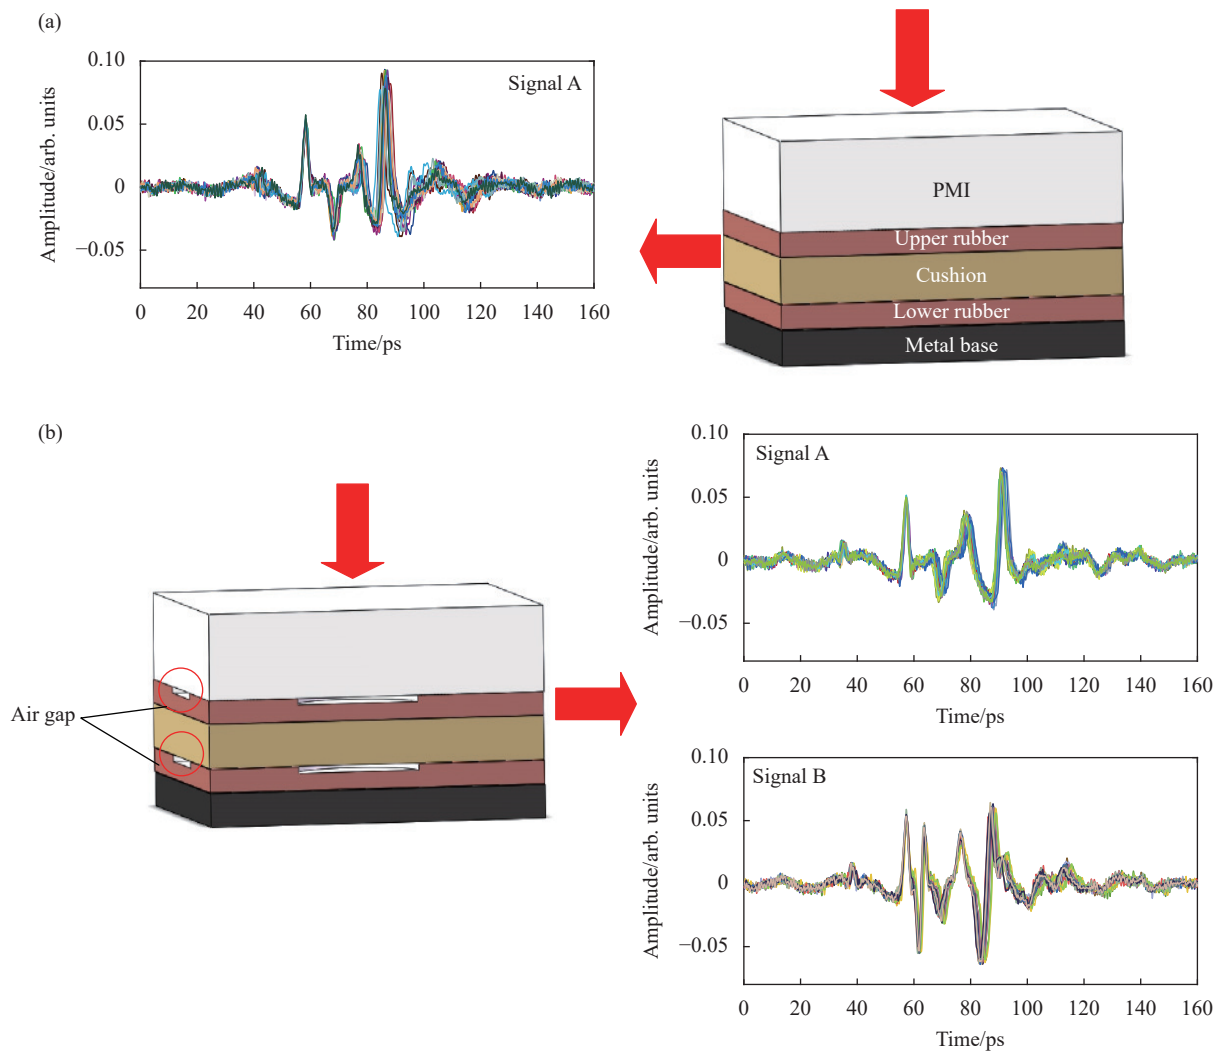 (a)
0.10
0.05
0
−0.05
Amplitude/arb. units
Signal A
0 20 40 60 80 100 120 140 160
Time/ps
PMI
Upper rubber
Cushion
Lower rubber
Metal base
(b)
Air gap
0.10
0.05
0
−0.05
Amplitude/arb. units
Signal A
0 20 40 60 80 100 120 140 160
Time/ps
0.10
0.05
0
−0.05
Amplitude/arb. units
Signal B
0 20 40 60 80 100 120 140 160
Time/ps